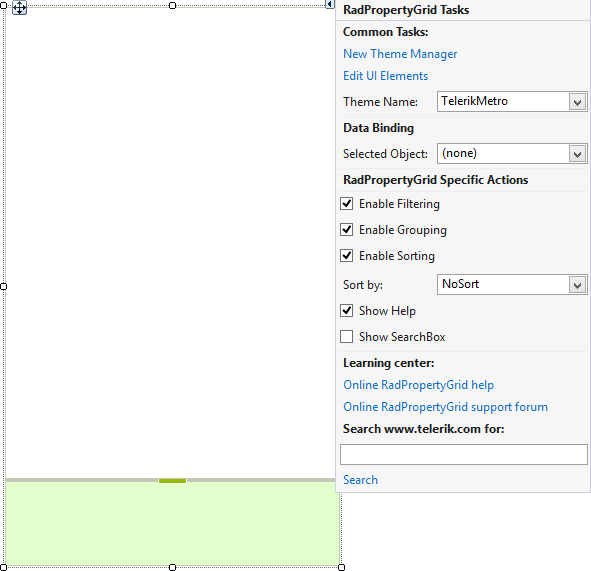 RadPropertyGrid Tasks
Common Tasks:
New Theme Manager
Edit UI Elements
Theme Name: TelerikMetro
Data Binding
Selected Object: (none)
RadPropertyGrid Specific Actions
Enable Filtering
Enable Grouping
Enable Sorting
Sort by: NoSort
Show Help
Show SearchBox
Learning center:
Online RadPropertyGrid help
Online RadPropertyGrid support forum
Search www.telerik.com for:
Search